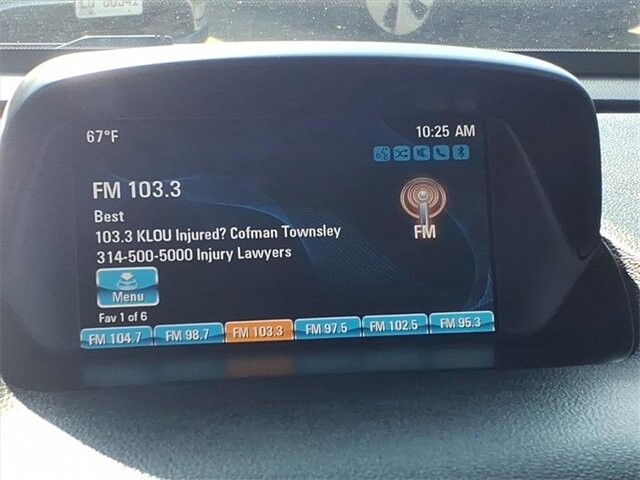 67°F
10:25 AM
FM 103.3
Best
103.3 KLOU Injured? Cofman Townsley
314-500-5000 Injury Lawyers
FM
Menu
Fav 1 of 6
FM 104.7 FM 98.7 FM 103.3 FM 97.5 FM 102.5 FM 95.3